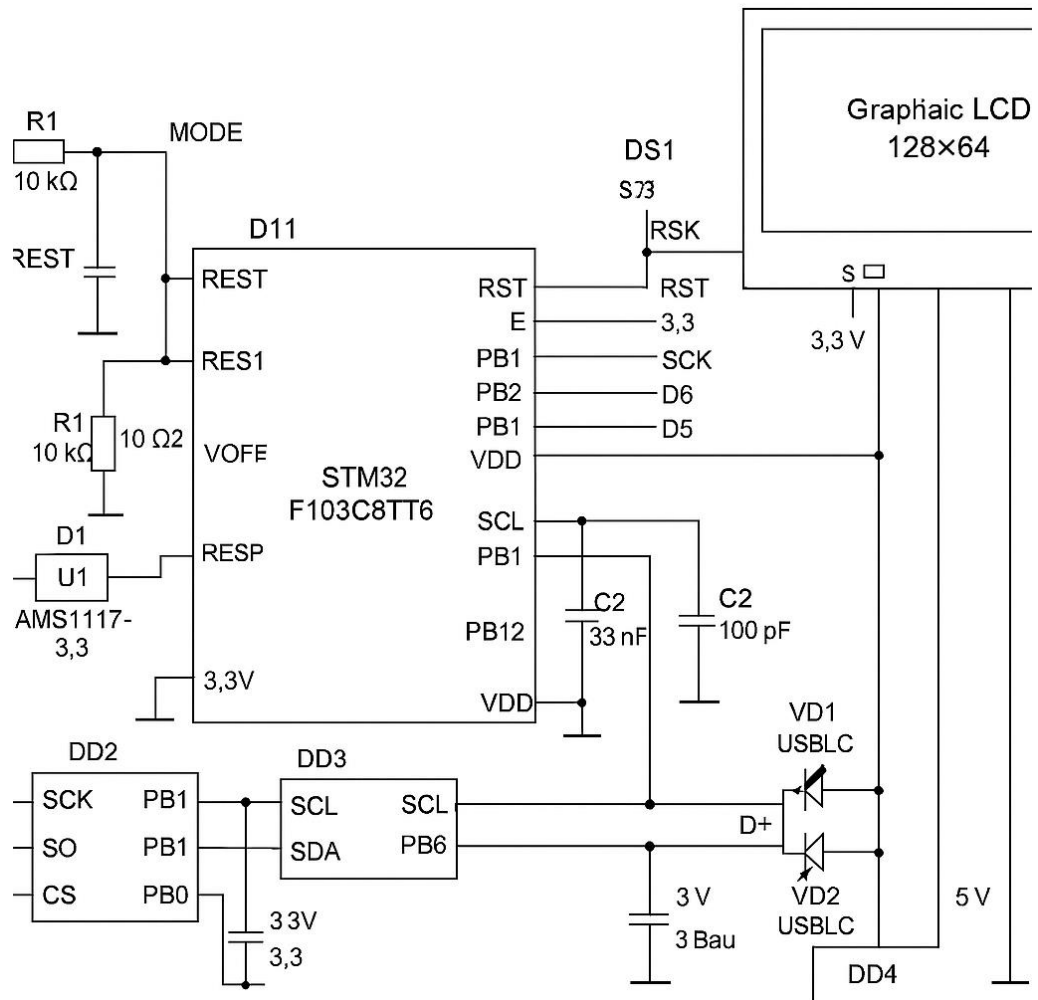 R1
10 kΩ
MODE
REST
R1
10 kΩ
10 Ω2
D1
U1
AMS1117-
3,3
D11
REST
RES1
VOFF
RESP
3,3V
STM32
F103C8TT6
RST
E
PB1
PB2
PB1
VDD
SCL
PB1
PB12
VDD
DS1
RSK
RST
3,3
SCK
D6
D5
Graphaic LCD
128×64
S
3,3 V
C2
33 nF
C2
100 pF
VD1
USBLC
D+
VD2
USBLC
5 V
DD4
DD2
SCK
SO
CS
PB1
PB1
PB0
3 3V
3,3
DD3
SCL
SDA
SCL
PB6
3 V
3 Bau